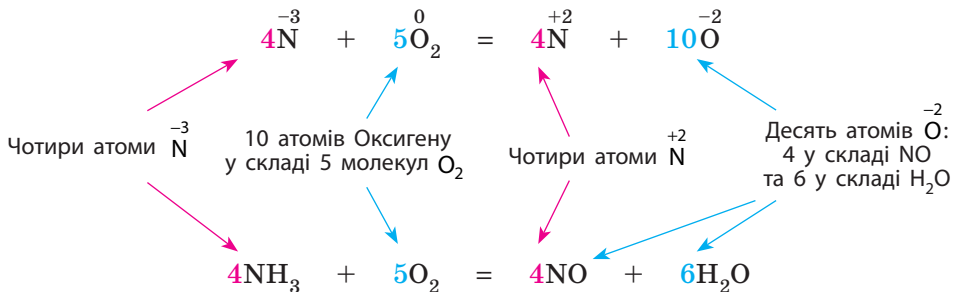 4N⁻³ + 5O₂⁰ = 4N⁺² + 10O⁻²
Чотири атоми N⁻³
10 атомів Оксигену
у складі 5 молекул O₂
Чотири атоми N⁺²
Десять атомів O⁻²:
4 у складі NO
та 6 у складі H₂O
4NH₃ + 5O₂ = 4NO + 6H₂O